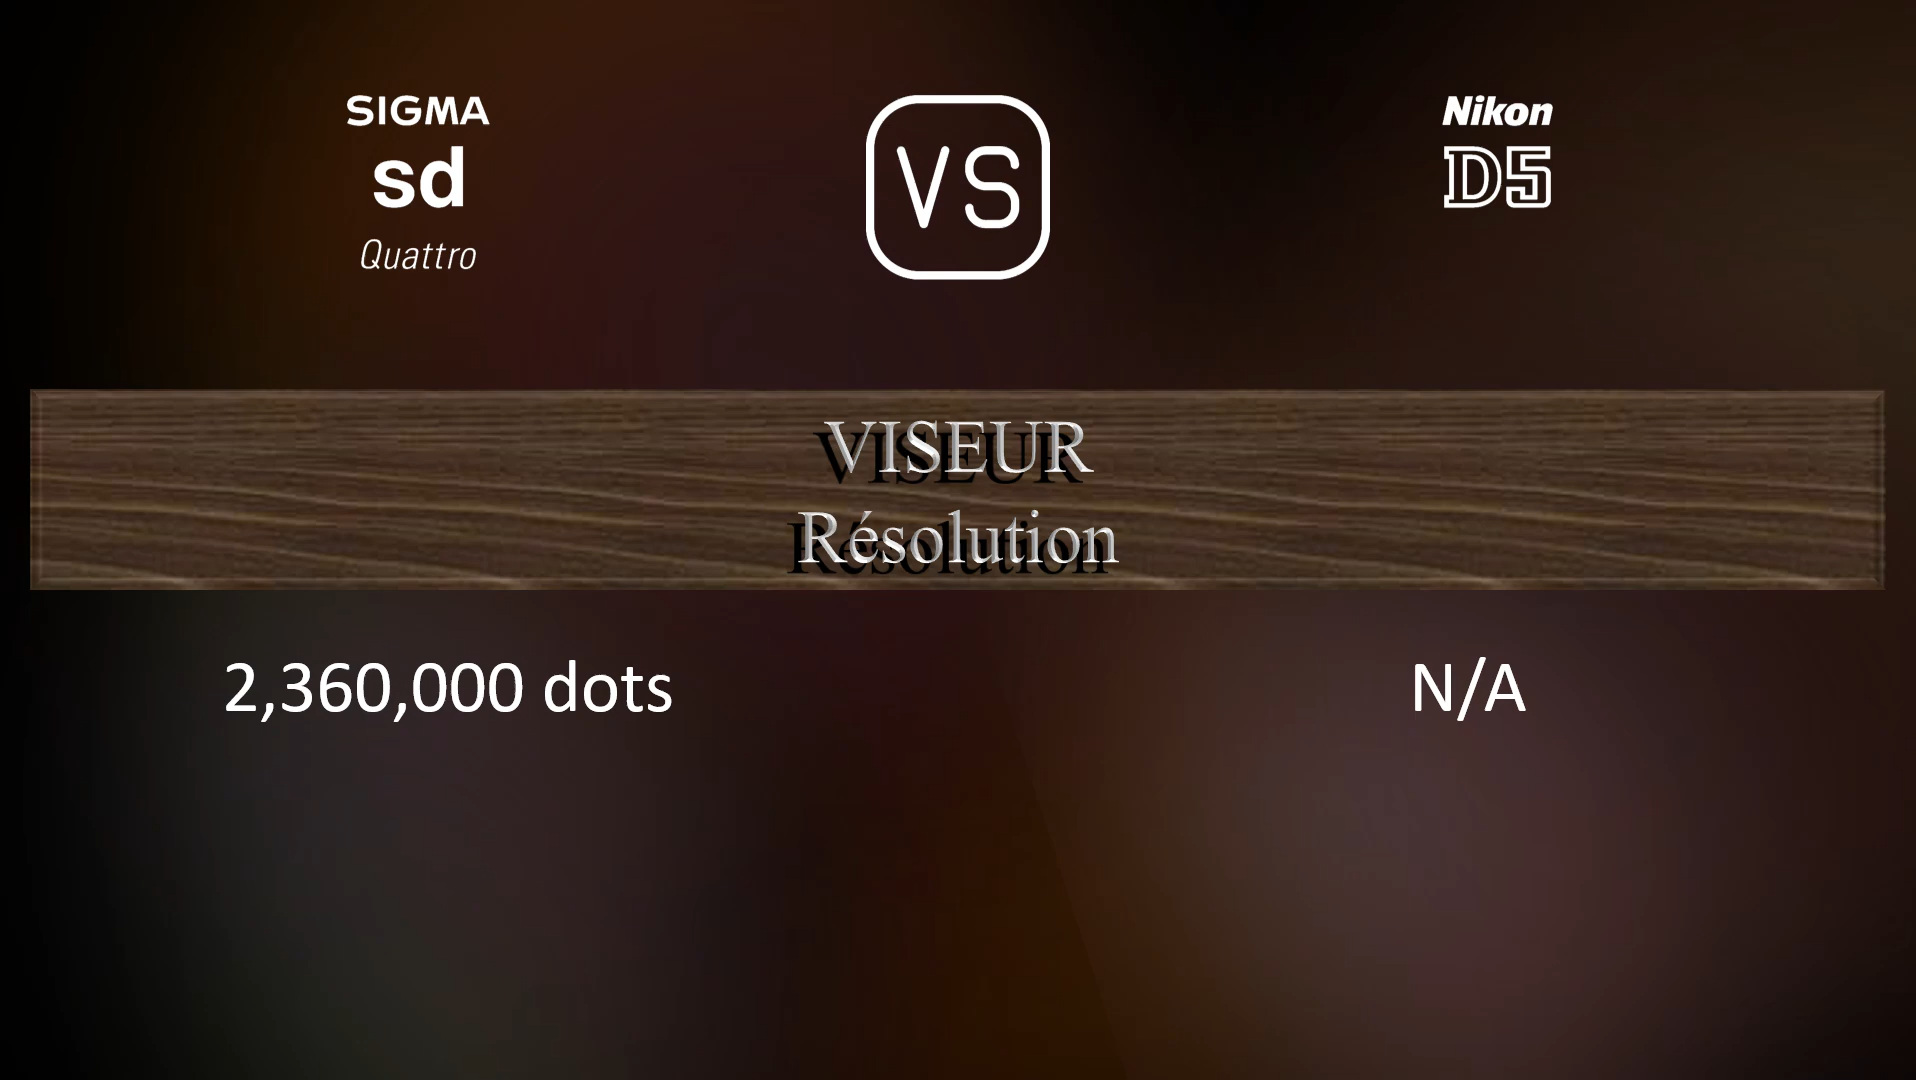 SIGMA
sd
Quattro
VS
Nikon
D5
VISEUR
Résolution
2,360,000 dots
N/A